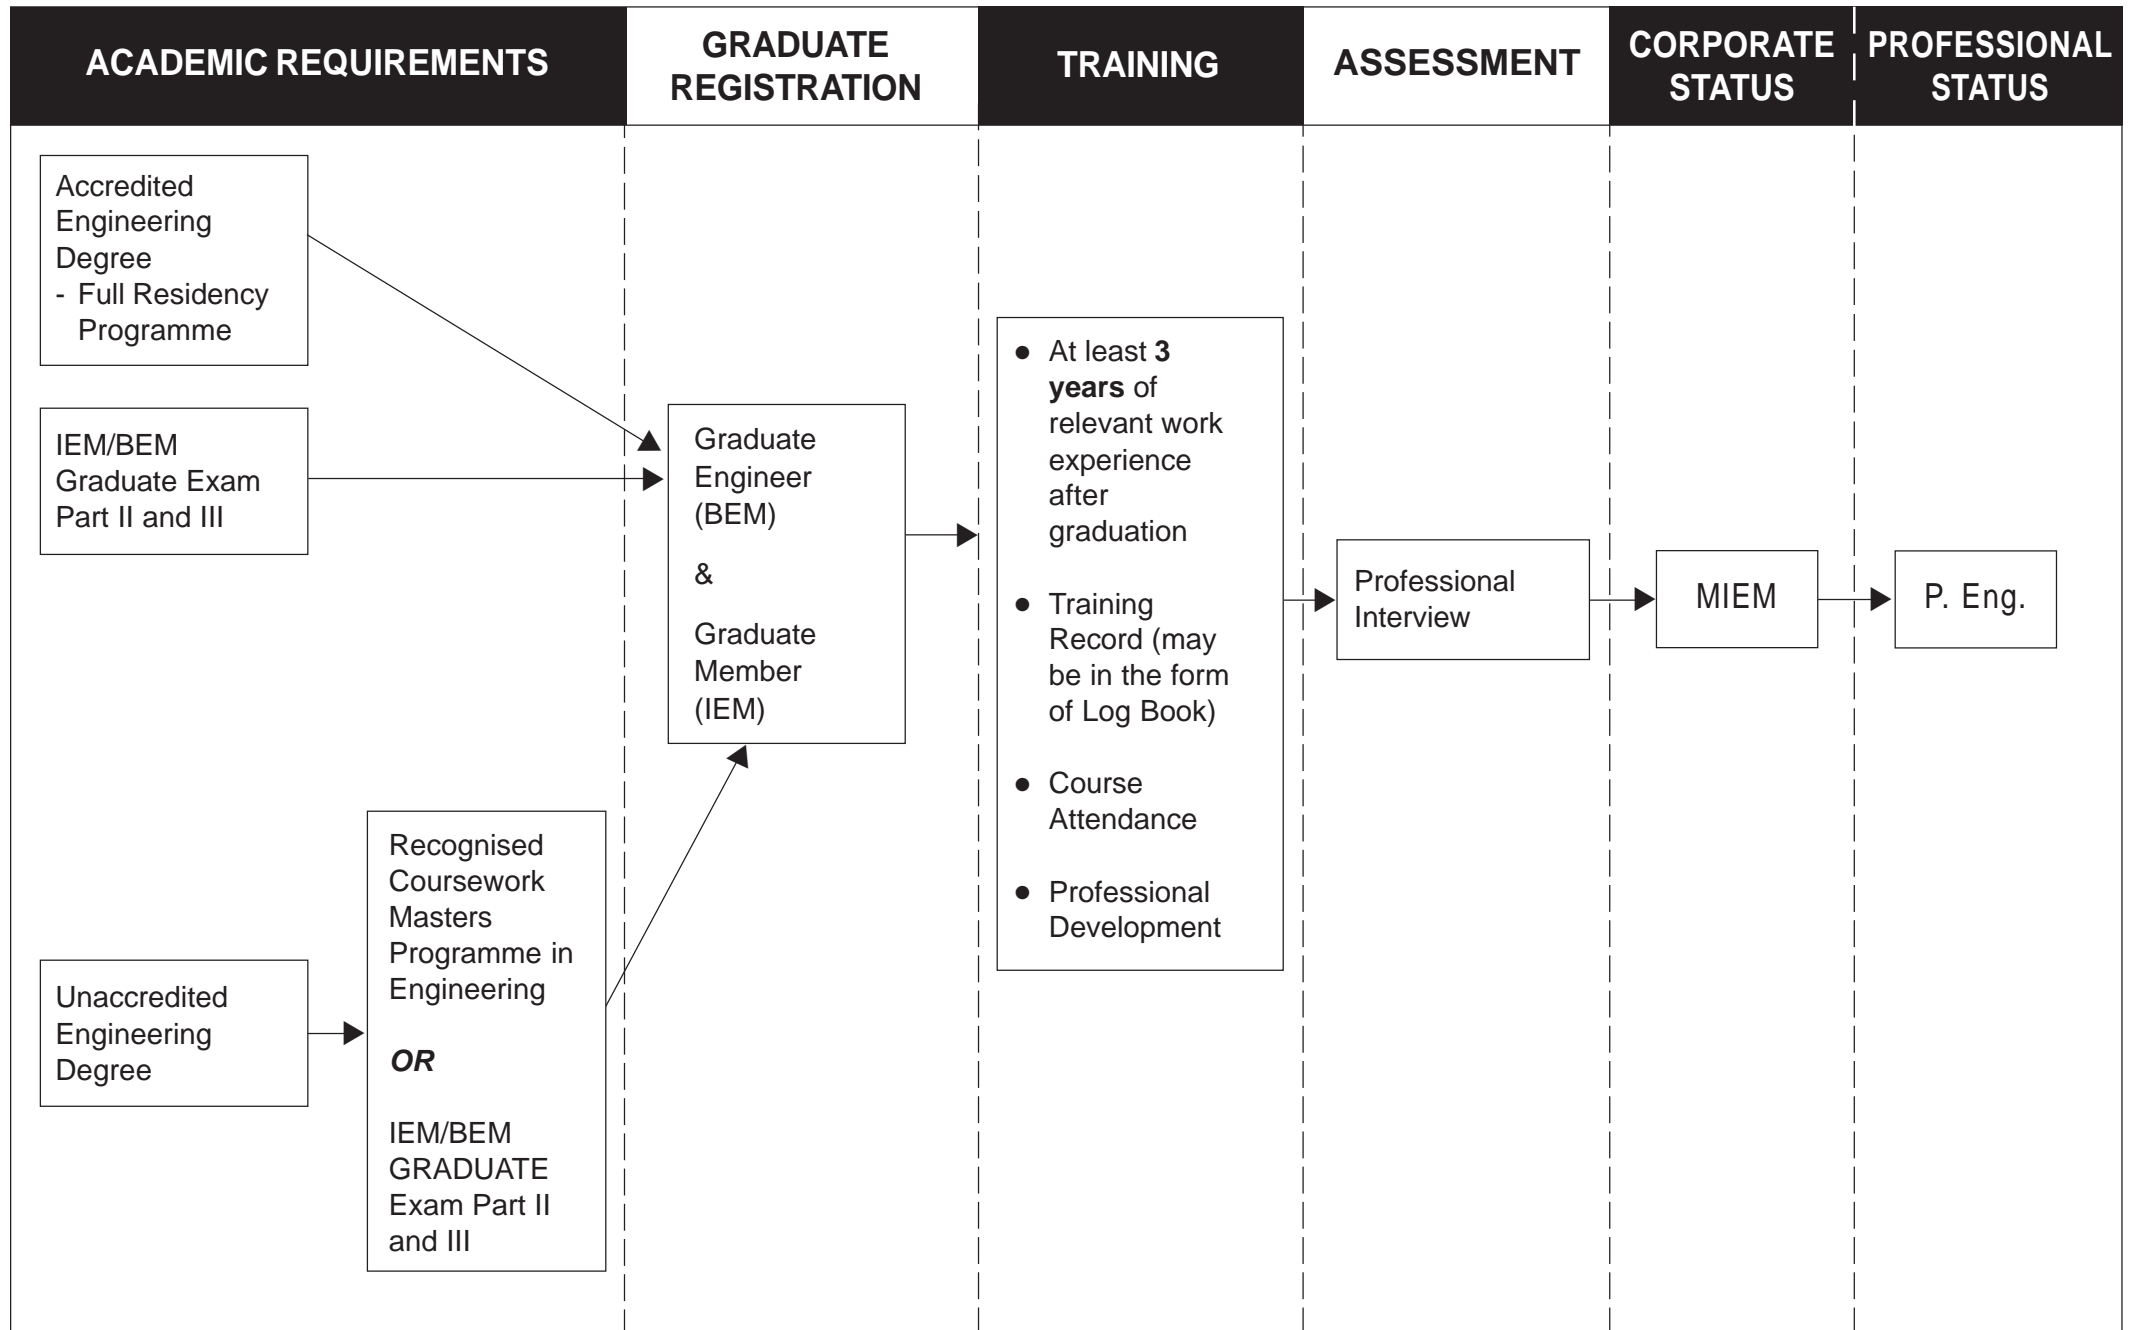 ACADEMIC REQUIREMENTS
GRADUATE
REGISTRATION
TRAINING
ASSESSMENT
CORPORATE
STATUS
PROFESSIONAL
STATUS
Accredited
Engineering
Degree
- Full Residency
Programme
IEM/BEM
Graduate Exam
Part II and III
Unaccredited
Engineering
Degree
Recognised
Coursework
Masters
Programme in
Engineering
OR
IEM/BEM
GRADUATE
Exam Part II
and III
Graduate
Engineer
(BEM)
&
Graduate
Member
(IEM)
● At least 3
years of
relevant work
experience
after
graduation
● Training
Record (may
be in the form
of Log Book)
● Course
Attendance
● Professional
Development
Professional
Interview
MIEM
P. Eng.